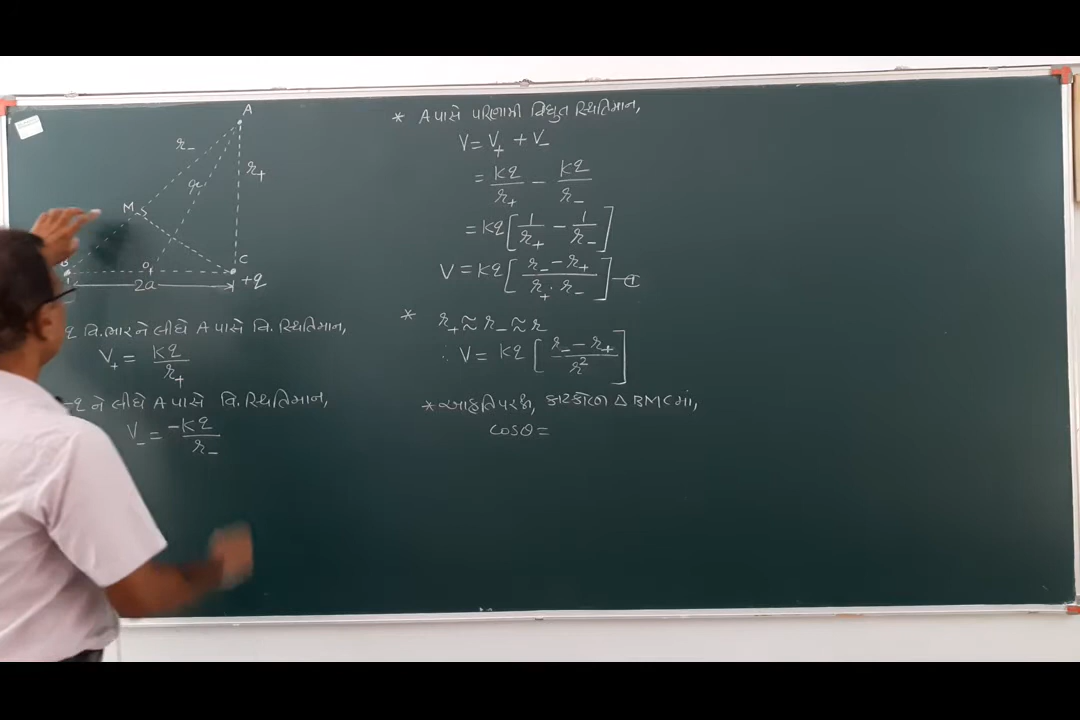 A
r₋
r₊
r
M
B
O
C
2a
+q
q વિ.ભારને લીધે A પાસે વિ. સ્થિતિમાન,
V₊ = kq/r₊
-q ને લીધે A પાસે વિ. સ્થિતિમાન,
V₋ = -kq/r₋
* A પાસે પરિણામી વિદ્યુત સ્થિતિમાન,
V = V₊ + V₋
= kq/r₊ - kq/r₋
= kq[1/r₊ - 1/r₋]
V = kq[(r₋ - r₊)/(r₊ · r₋)] —①
* r₊ ≈ r₋ ≈ r
∴ V = kq[(r₋ - r₊)/r²]
* આકૃતિ પરથી, કાટકોણ △BMC માં,
cosθ =